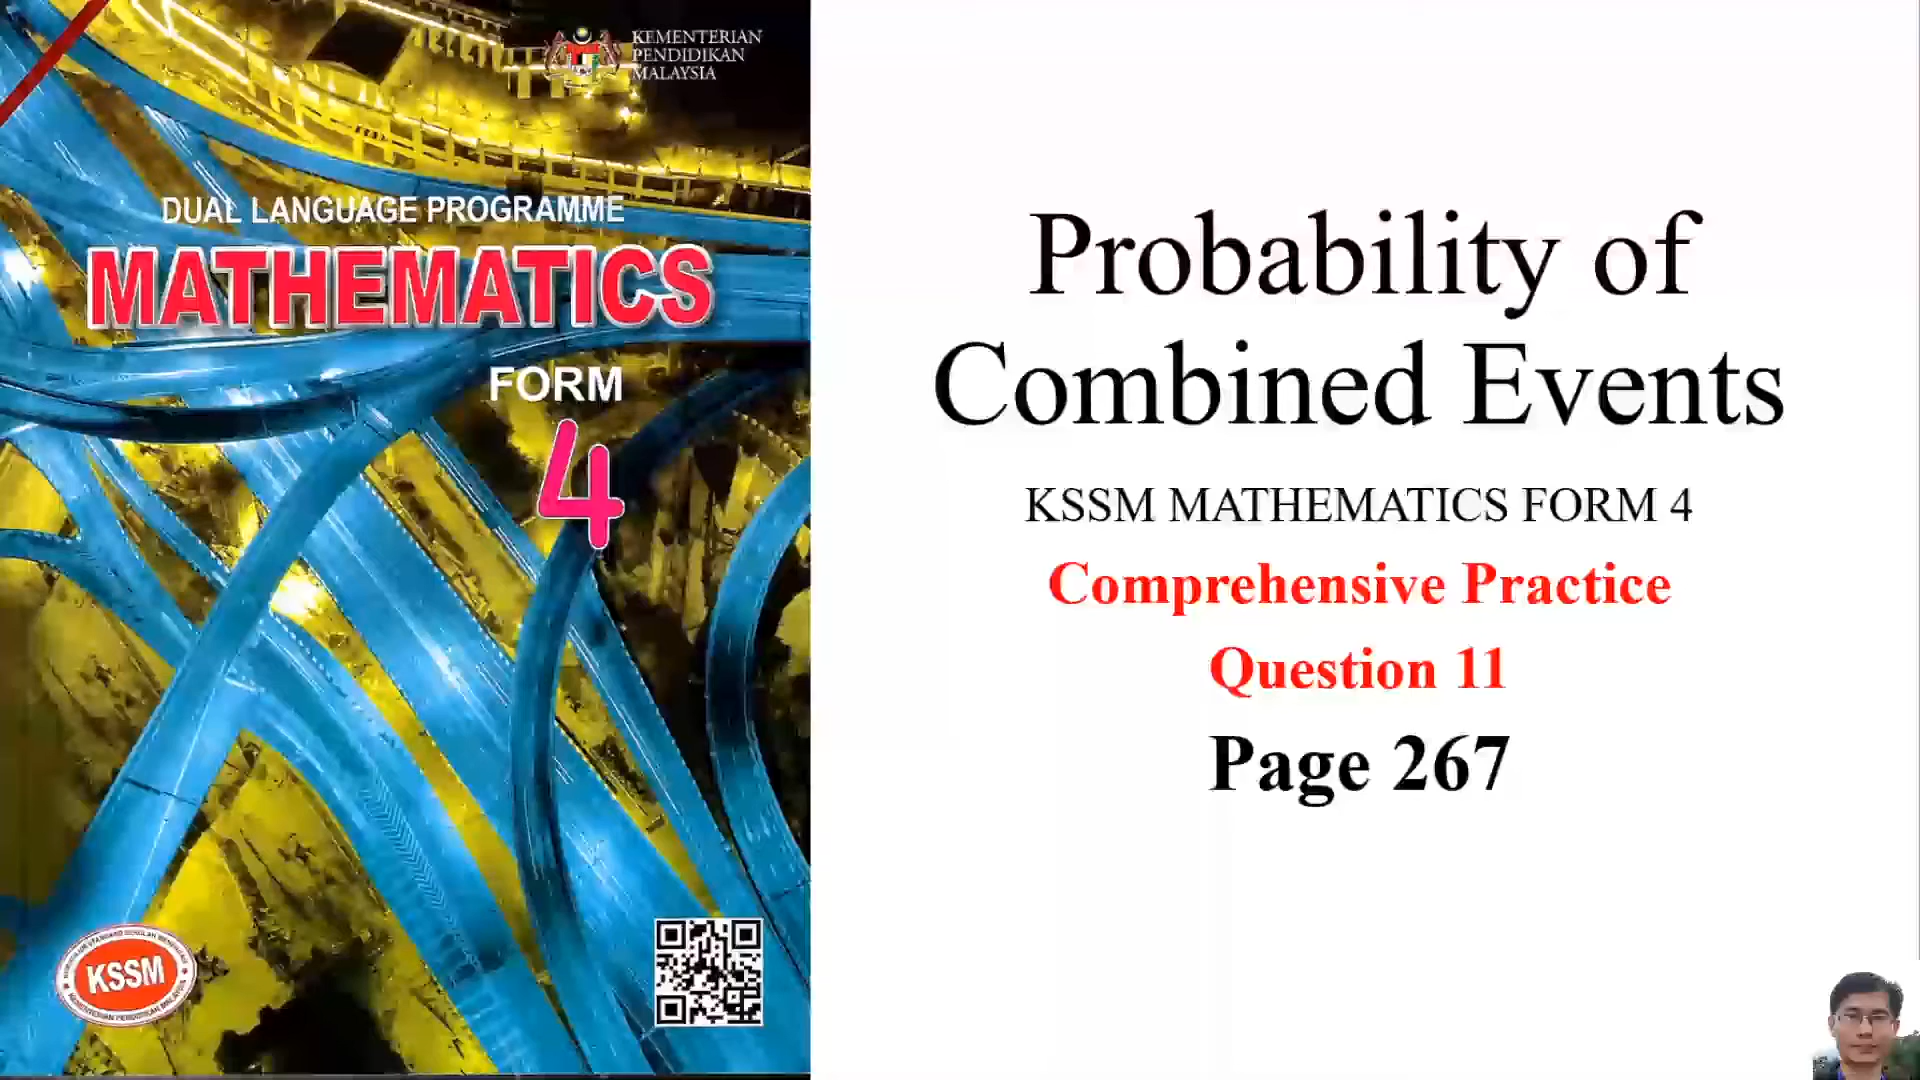 KEMENTERIAN
PENDIDIKAN
MALAYSIA
DUAL LANGUAGE PROGRAMME
MATHEMATICS
FORM
4
KSSM
Probability of
Combined Events
KSSM MATHEMATICS FORM 4
Comprehensive Practice
Question 11
Page 267